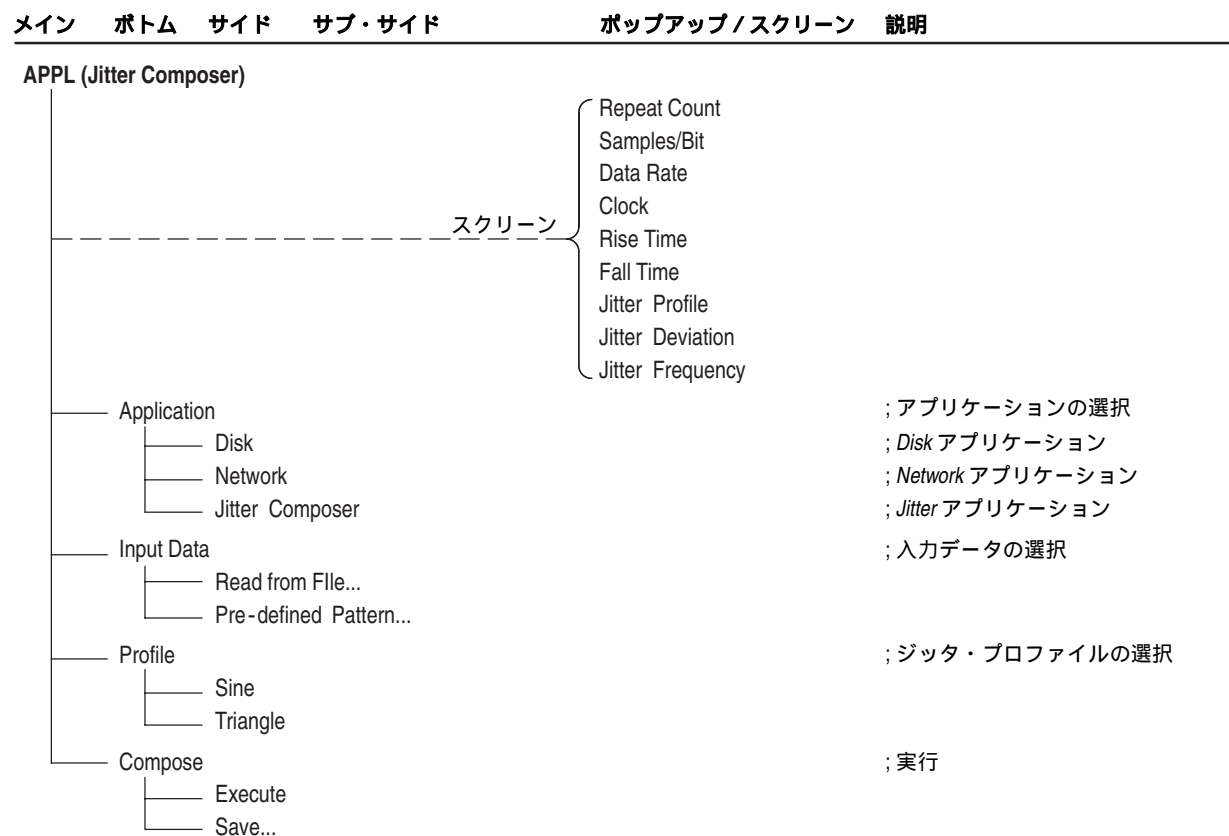 メイン ボトム サイド サブ・サイド ポップアップ / スクリーン 説明
APPL (Jitter Composer)
Repeat Count
Samples/Bit
Data Rate
Clock
スクリーン
Rise Time
Fall Time
Jitter Profile
Jitter Deviation
Jitter Frequency
Application ; アプリケーションの選択
Disk ; Disk アプリケーション
Network ; Network アプリケーション
Jitter Composer ; Jitter アプリケーション
Input Data ; 入力データの選択
Read from FIle...
Pre-defined Pattern...
Profile ; ジッタ・プロファイルの選択
Sine
Triangle
Compose ; 実行
Execute
Save...